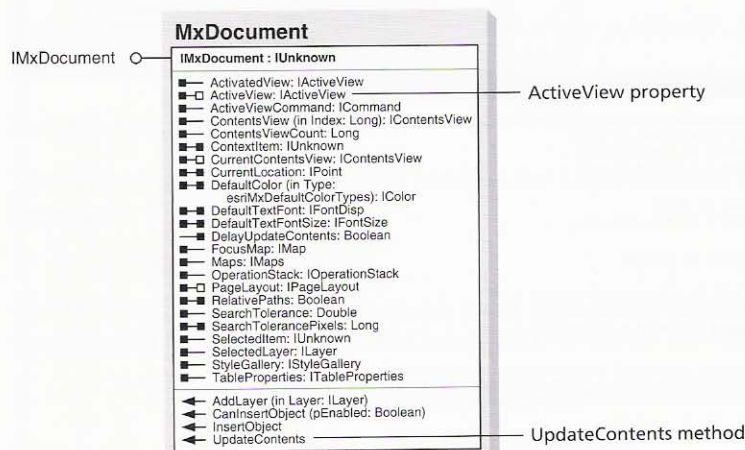 MxDocument
IMxDocument
IMxDocument : IUnknown
ActivatedView: IActiveView
ActiveView: IActiveView
ActiveView property
ActiveViewCommand: ICommand
ContentsView (in Index: Long): IContentsView
ContentsViewCount: Long
ContextItem: IUnknown
CurrentContentsView: IContentsView
CurrentLocation: IPoint
DefaultColor (in Type:
esriMxDefaultColorTypes): IColor
DefaultTextFont: IFontDisp
DefaultTextFontSize: IFontSize
DelayUpdateContents: Boolean
FocusMap: IMap
Maps: IMaps
OperationStack: IOperationStack
PageLayout: IPageLayout
RelativePaths: Boolean
SearchTolerance: Double
SearchTolerancePixels: Long
SelectedItem: IUnknown
SelectedLayer: ILayer
StyleGallery: IStyleGallery
TableProperties: ITableProperties
AddLayer (in Layer: ILayer)
CanInsertObject (pEnabled: Boolean)
InsertObject
UpdateContents
UpdateContents method